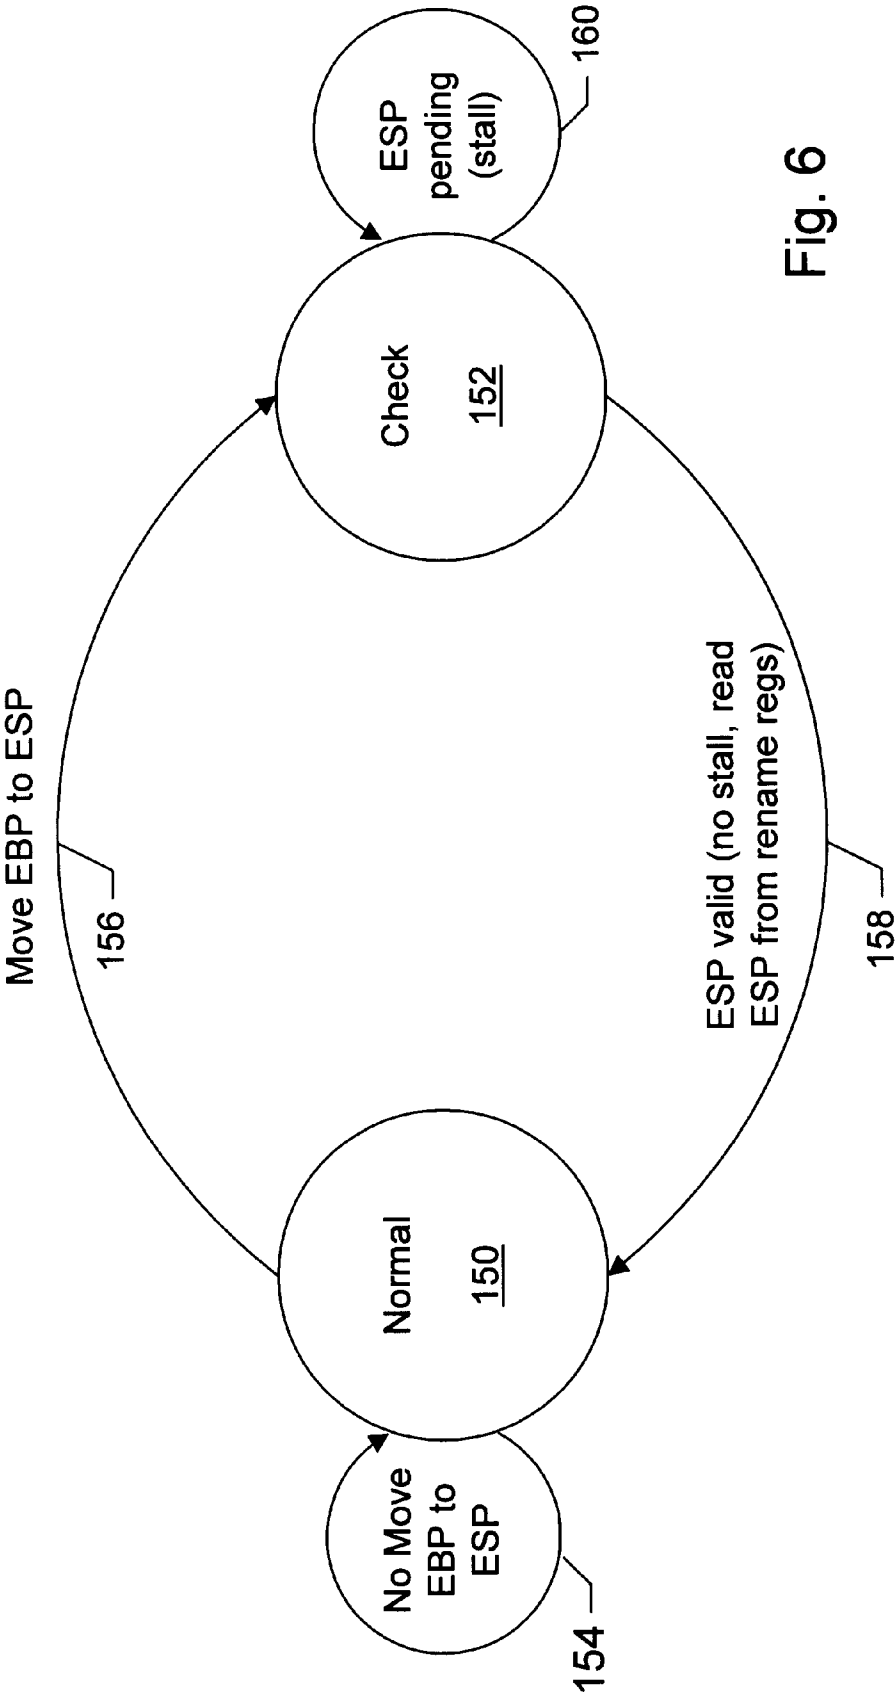 Move EBP to ESP
156
Normal
150
Check
152
No Move
EBP to
ESP
154
ESP
pending
(stall)
160
ESP valid (no stall, read
ESP from rename regs)
158
Fig. 6